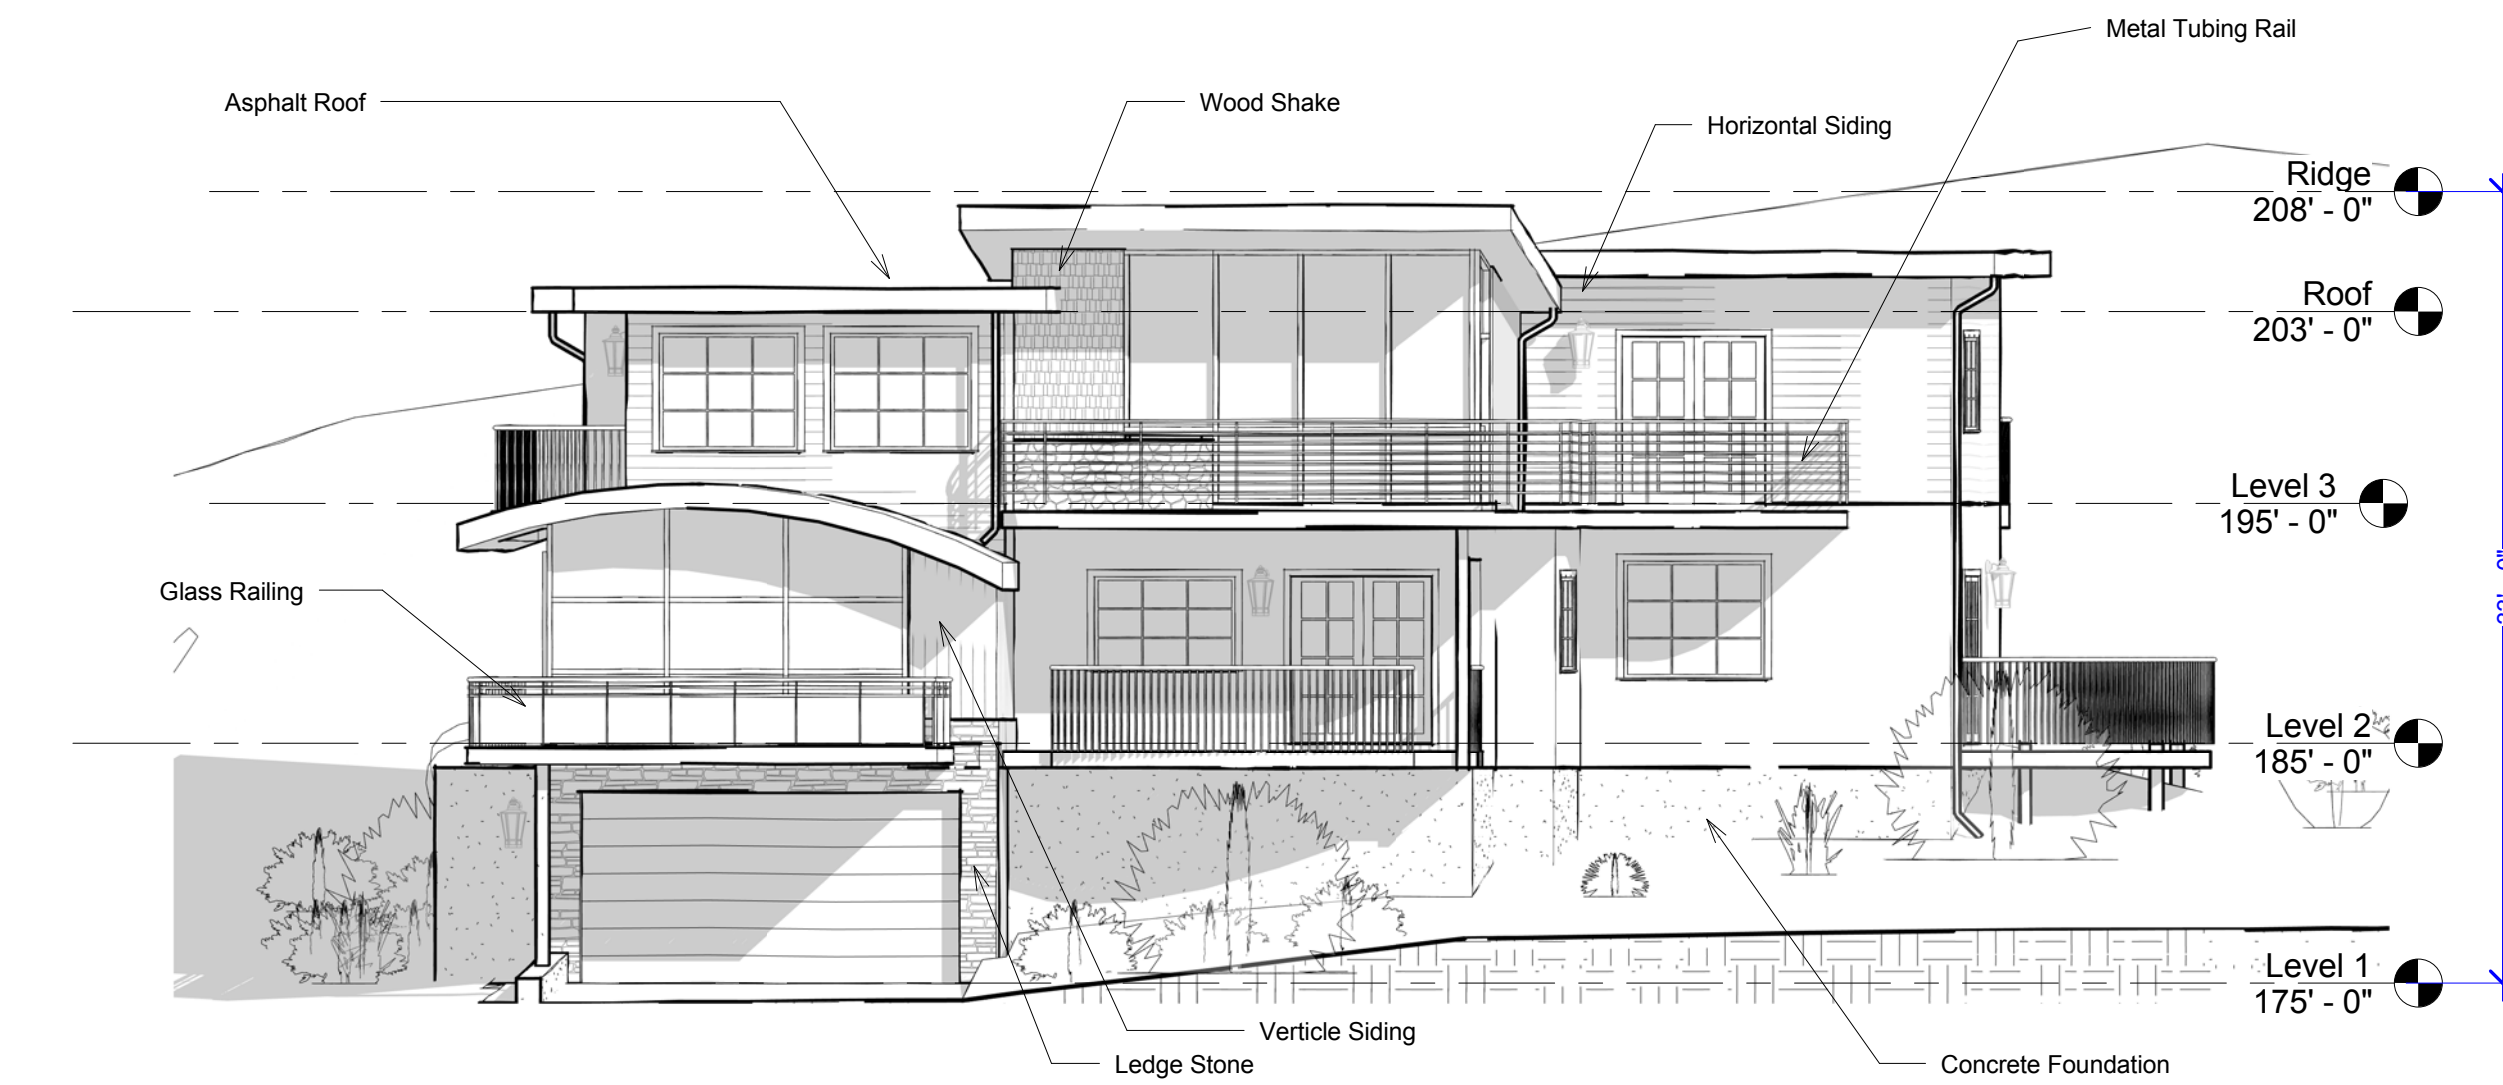 Metal Tubing Rail
Asphalt Roof
Wood Shake
Horizontal Siding
Ridge
208' - 0"
Roof
203' - 0"
Level 3
195' - 0"
Glass Railing
Level 2
185' - 0"
Level 1
175' - 0"
Verticle Siding
Ledge Stone
Concrete Foundation